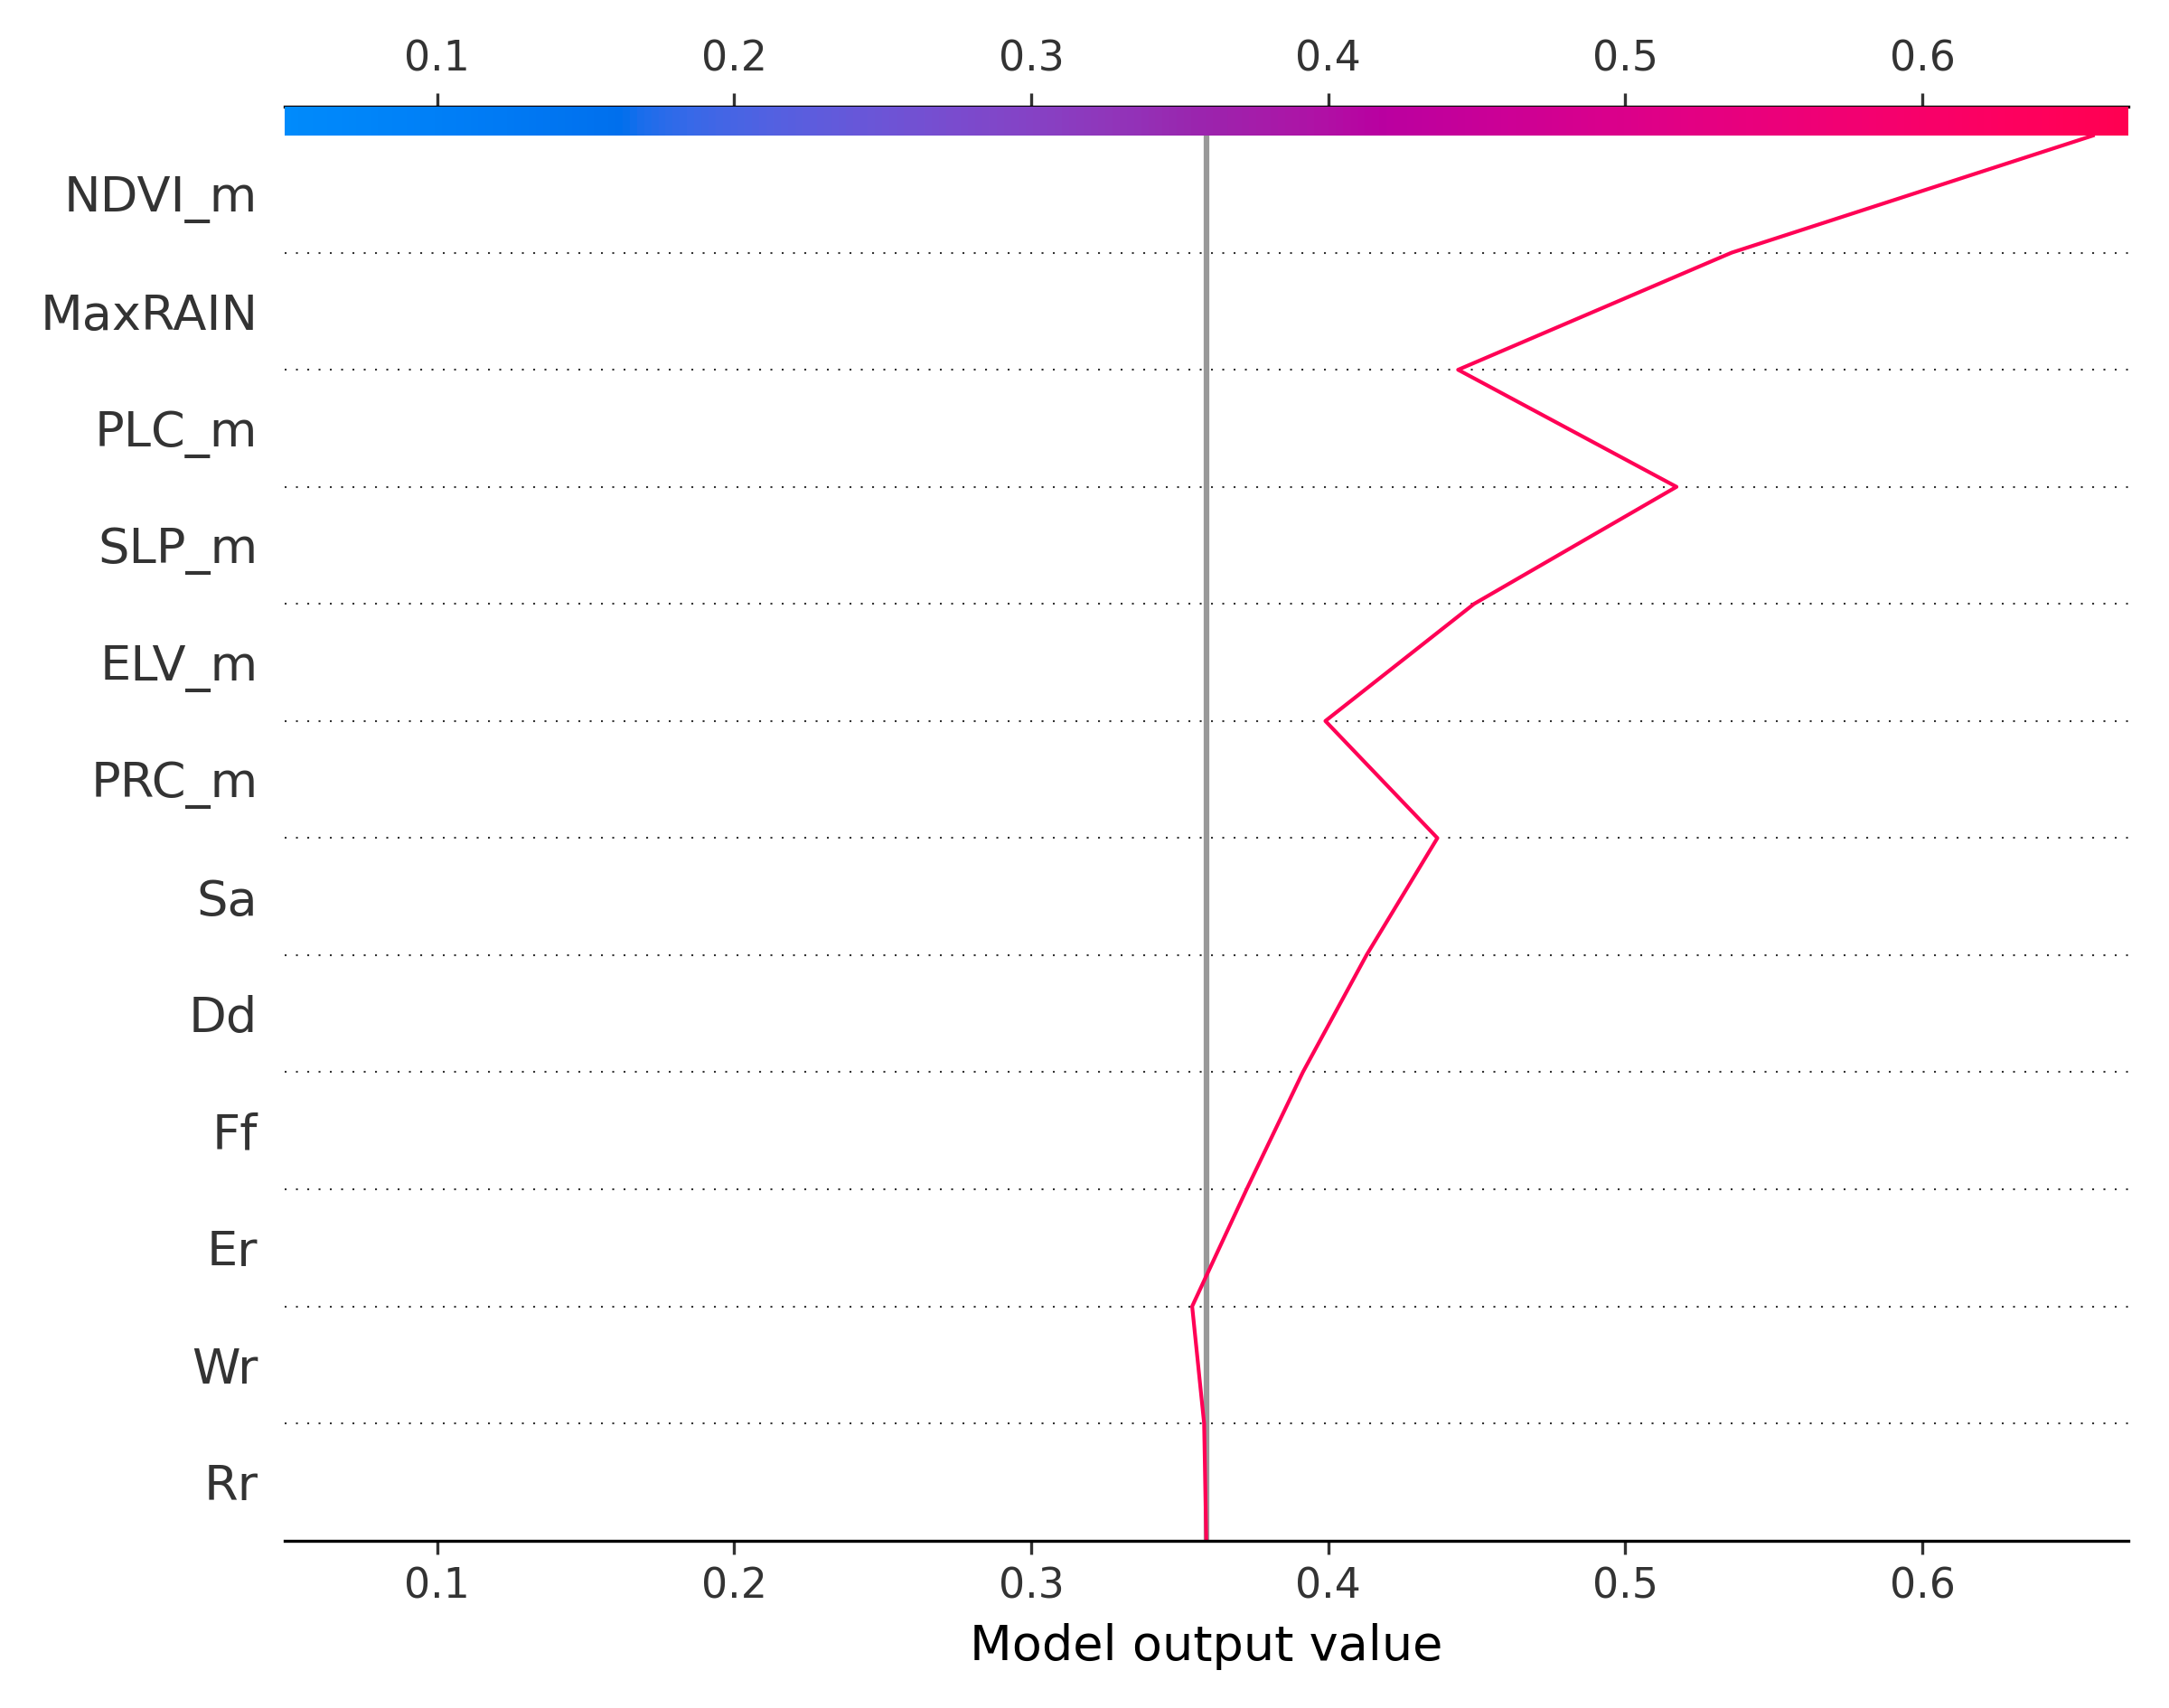 0.1 0.2 0.3 0.4 0.5 0.6
NDVI_m
MaxRAIN
PLC_m
SLP_m
ELV_m
PRC_m
Sa
Dd
Ff
Er
Wr
Rr
0.1 0.2 0.3 0.4 0.5 0.6
Model output value